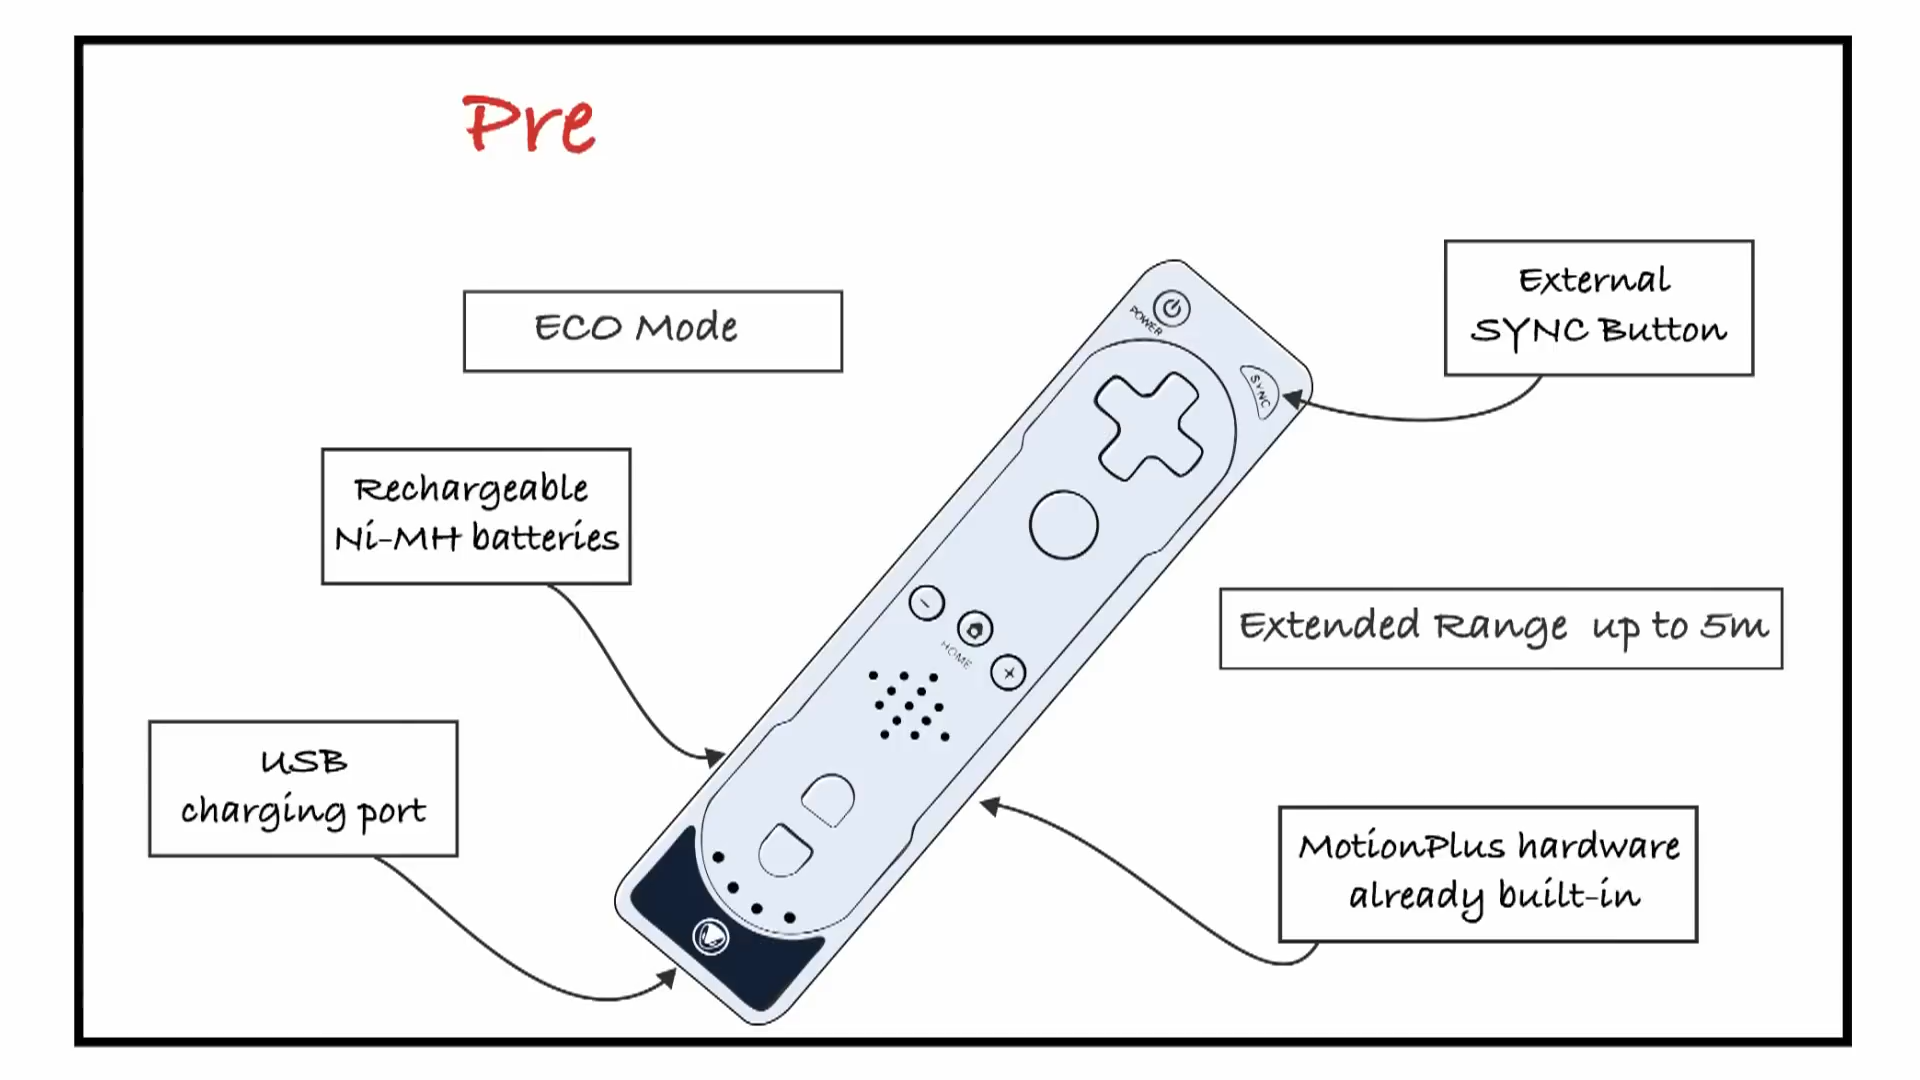 Pre
External
SYNC Button
ECO Mode
POWER
SYNC
Rechargeable
Ni-MH batteries
Extended Range up to 5m
HOME
USB
charging port
MotionPlus hardware
already built-in